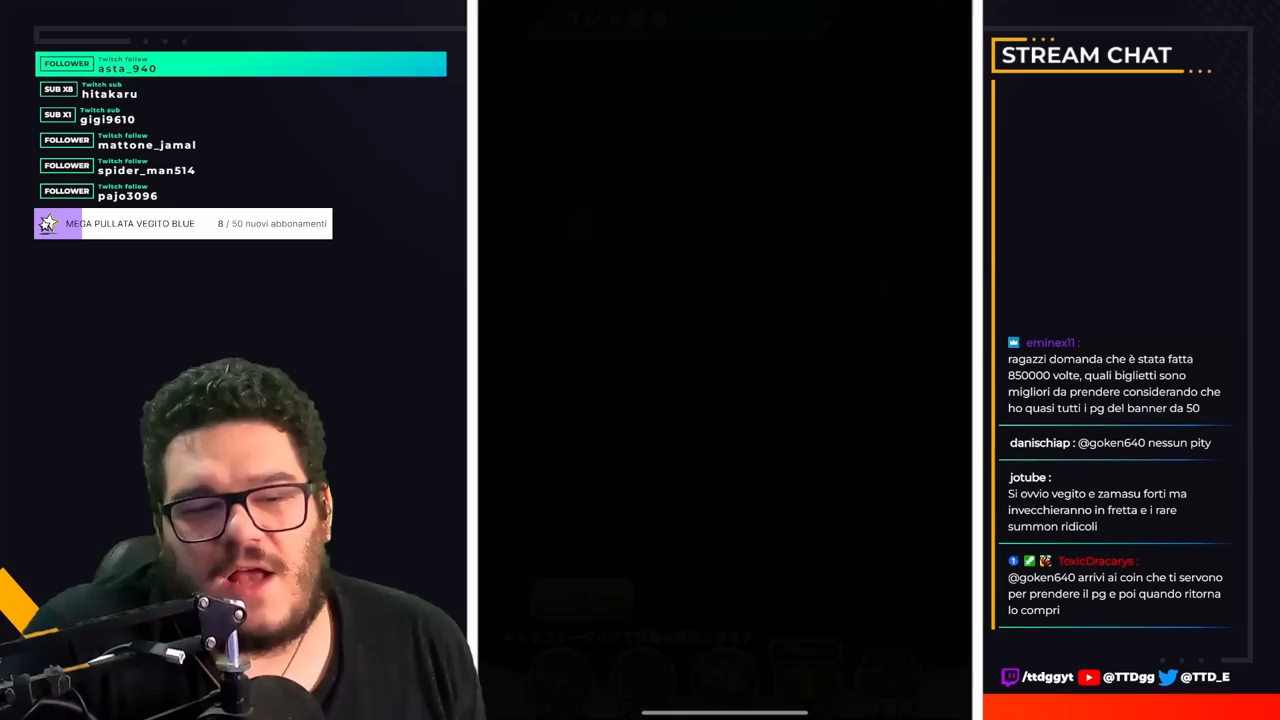 FOLLOWER
Twitch follow
asta_940
SUB X8
Twitch sub
hitakaru
SUB X1
Twitch sub
gigi9610
FOLLOWER
Twitch follow
mattone_jamal
FOLLOWER
Twitch follow
spider_man514
FOLLOWER
Twitch follow
pajo3096
MEGA PULLATA VEGITO BLUE 8 / 50 nuovi abbonamenti
STREAM CHAT
eminex11 :
ragazzi domanda che è stata fatta
850000 volte, quali biglietti sono
migliori da prendere considerando che
ho quasi tutti i pg del banner da 50
danischiap : @goken640 nessun pity
jotube :
Si ovvio vegito e zamasu forti ma
invecchieranno in fretta e i rare
summon ridicoli
ToxicDracarys :
@goken640 arrivi ai coin che ti servono
per prendere il pg e poi quando ritorna
lo compri
/ttdggyt @TTDgg @TTD_E